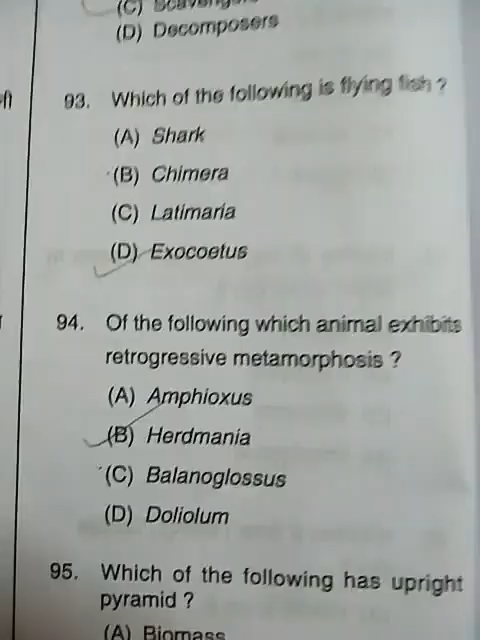 (C) Scavenge
(D) Decomposers
93. Which of the following is flying fish ?
(A) Shark
(B) Chimera
(C) Latimaria
(D) Exocoetus
94. Of the following which animal exhibits
retrogressive metamorphosis ?
(A) Amphioxus
(B) Herdmania
(C) Balanoglossus
(D) Doliolum
95. Which of the following has upright
pyramid ?
(A) Biomass